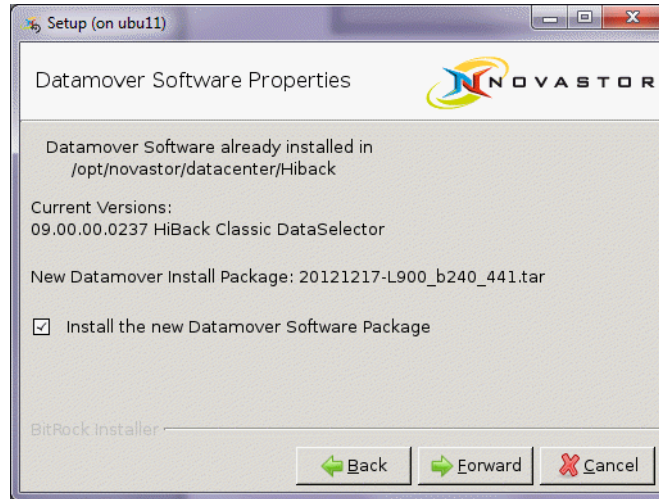 Setup (on ubu11)
Datamover Software Properties
NOVASTOR
Datamover Software already installed in
/opt/novastor/datacenter/Hiback
Current Versions:
09.00.00.0237 HiBack Classic DataSelector
New Datamover Install Package: 20121217-L900_b240_441.tar
Install the new Datamover Software Package
BitRock Installer
Back
Forward
Cancel